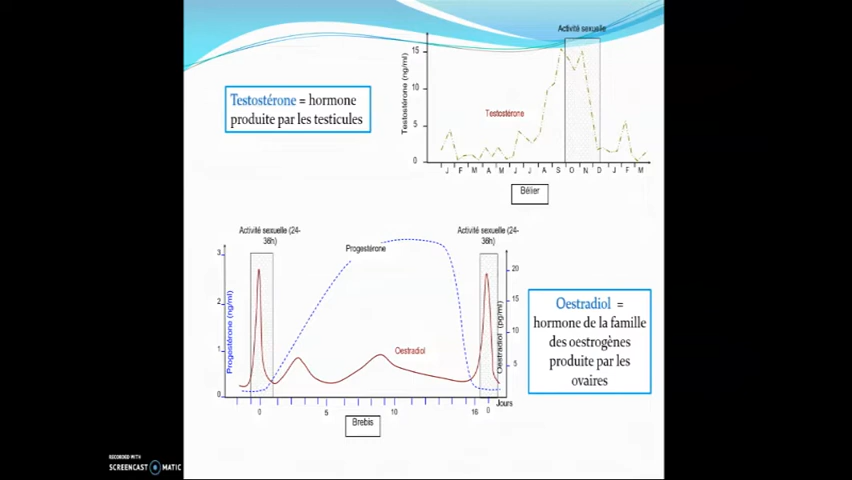 Activité sexuelle
Testostérone = hormone
produite par les testicules
Testostérone (ng/ml)
15
10
5
0
Testostérone
J F M A M J J A S O N D J F M
Bélier
Activité sexuelle (24-
36h)
Progestérone
Activité sexuelle (24-
36h)
Progestérone (ng/ml)
3
2
1
0
Oestradiol
20
15
10
5
Oestradiol (pg/ml)
0 5 10 16 0
Jours
Brebis
Oestradiol =
hormone de la famille
des oestrogènes
produite par les
ovaires
RECORDED WITH
SCREENCAST MATIC